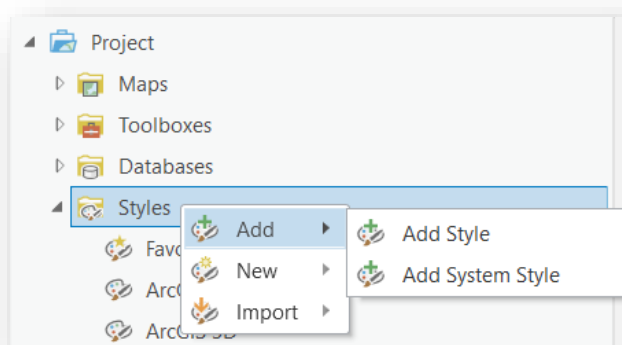 Project
Maps
Toolboxes
Databases
Styles
Add
Add Style
New
Add System Style
Import